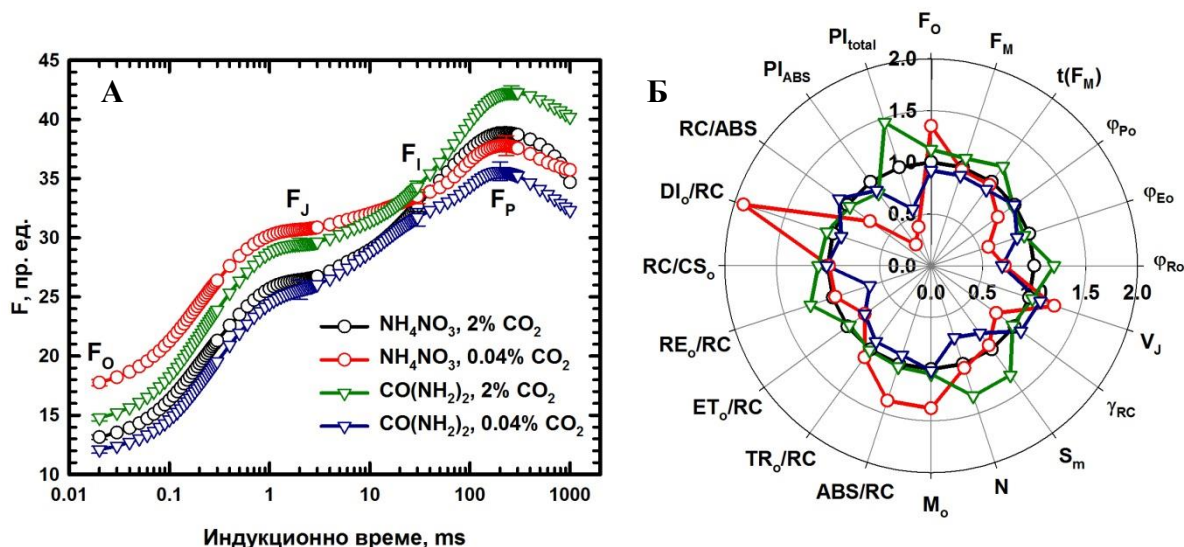 А
45
40
35
30
25
20
15
10
F, пр. ед.
F_O
F_J
F_I
F_P
NH₄NO₃, 2% CO₂
NH₄NO₃, 0.04% CO₂
CO(NH₂)₂, 2% CO₂
CO(NH₂)₂, 0.04% CO₂
0.01 0.1 1 10 100 1000
Индукционно време, ms
Б
F_O
F_M
t(F_M)
φ_Po
φ_Eo
φ_Ro
V_J
γ_RC
S_m
N
M_o
ABS/RC
TR_o/RC
ET_o/RC
RE_o/RC
RC/CS_o
DI_o/RC
RC/ABS
PI_ABS
PI_total
2.0
1.5
1.0
0.5
0.0
0.0 0.5 1.0 1.5 2.0